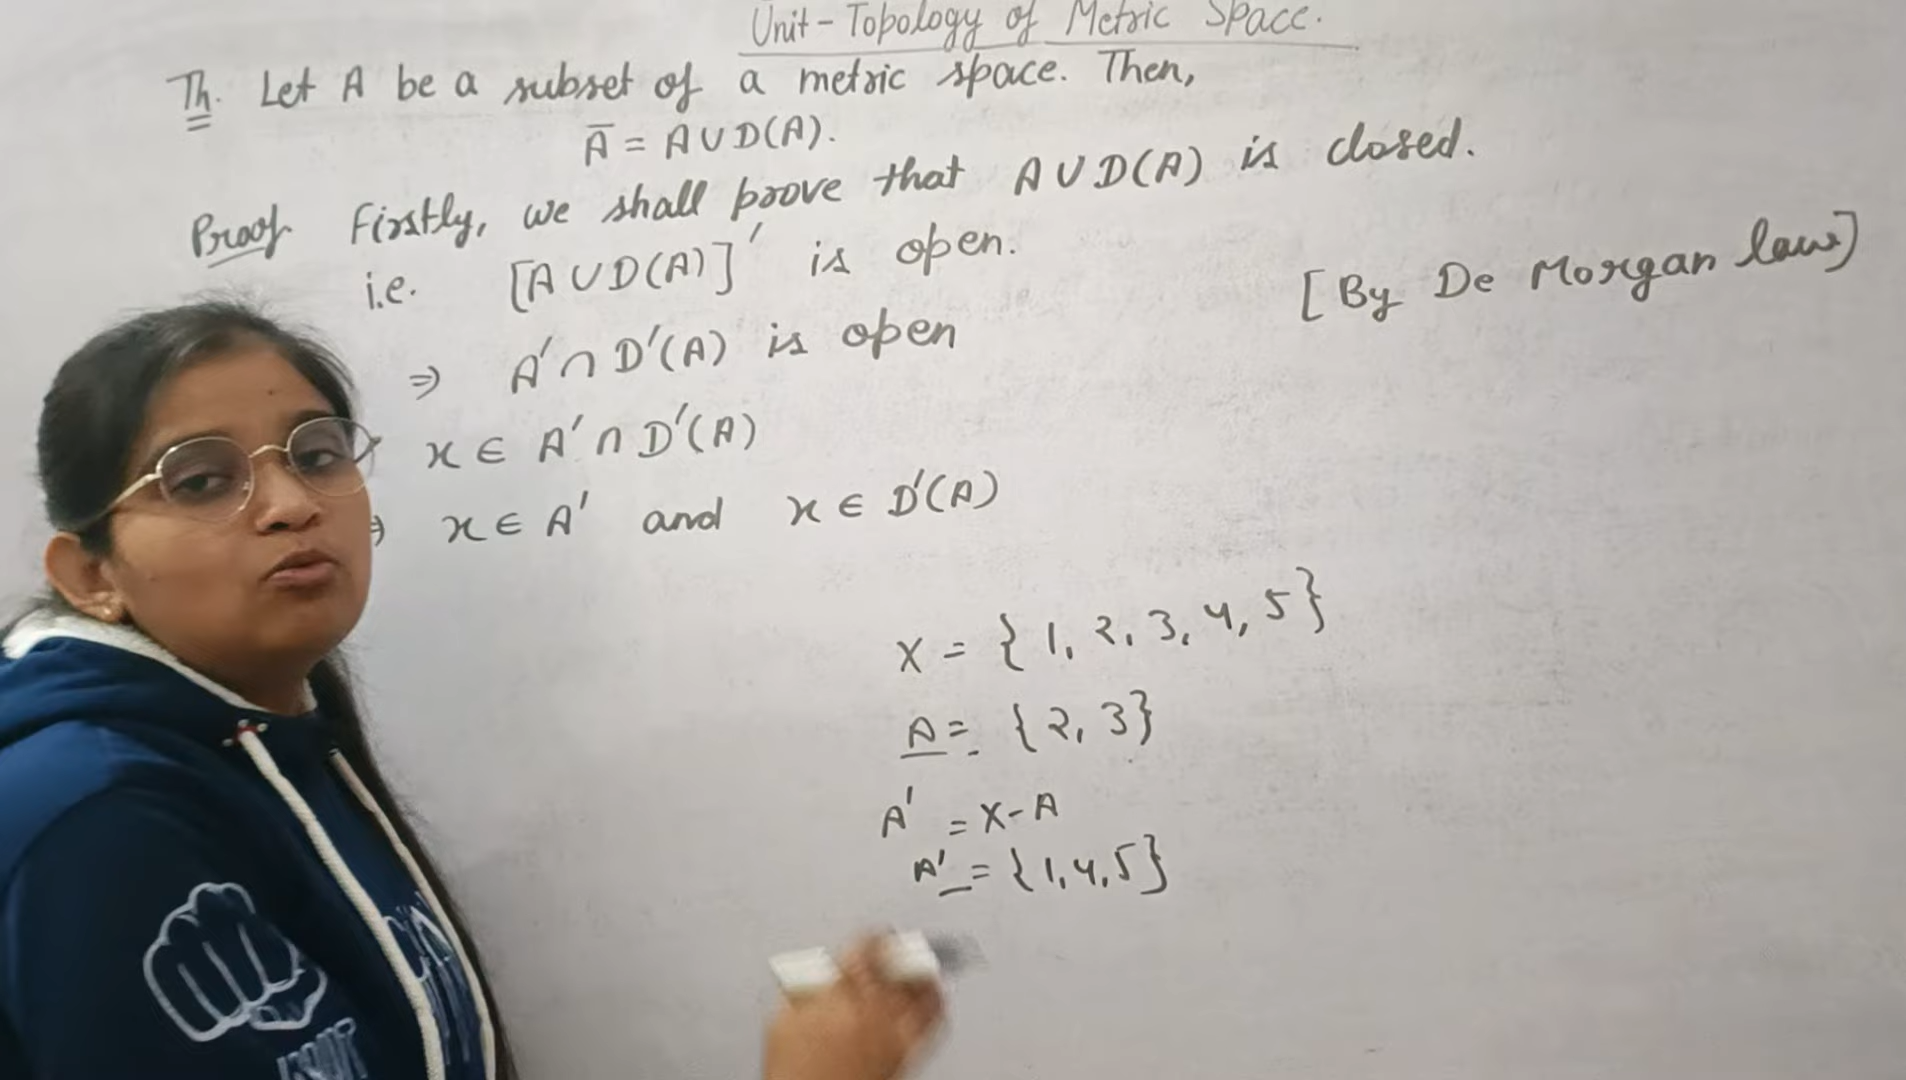 Unit - Topology of Metric Space.
Th. Let A be a subset of a metric space. Then,
Ā = A ∪ D(A).
Proof Firstly, we shall prove that A ∪ D(A) is closed.
i.e. [A ∪ D(A)]' is open.
[By De Morgan law]
⇒ A' ∩ D'(A) is open
x ∈ A' ∩ D'(A)
⇒ x ∈ A' and x ∈ D'(A)
X = {1, 2, 3, 4, 5}
A = {2, 3}
A' = X - A
A' = {1, 4, 5}